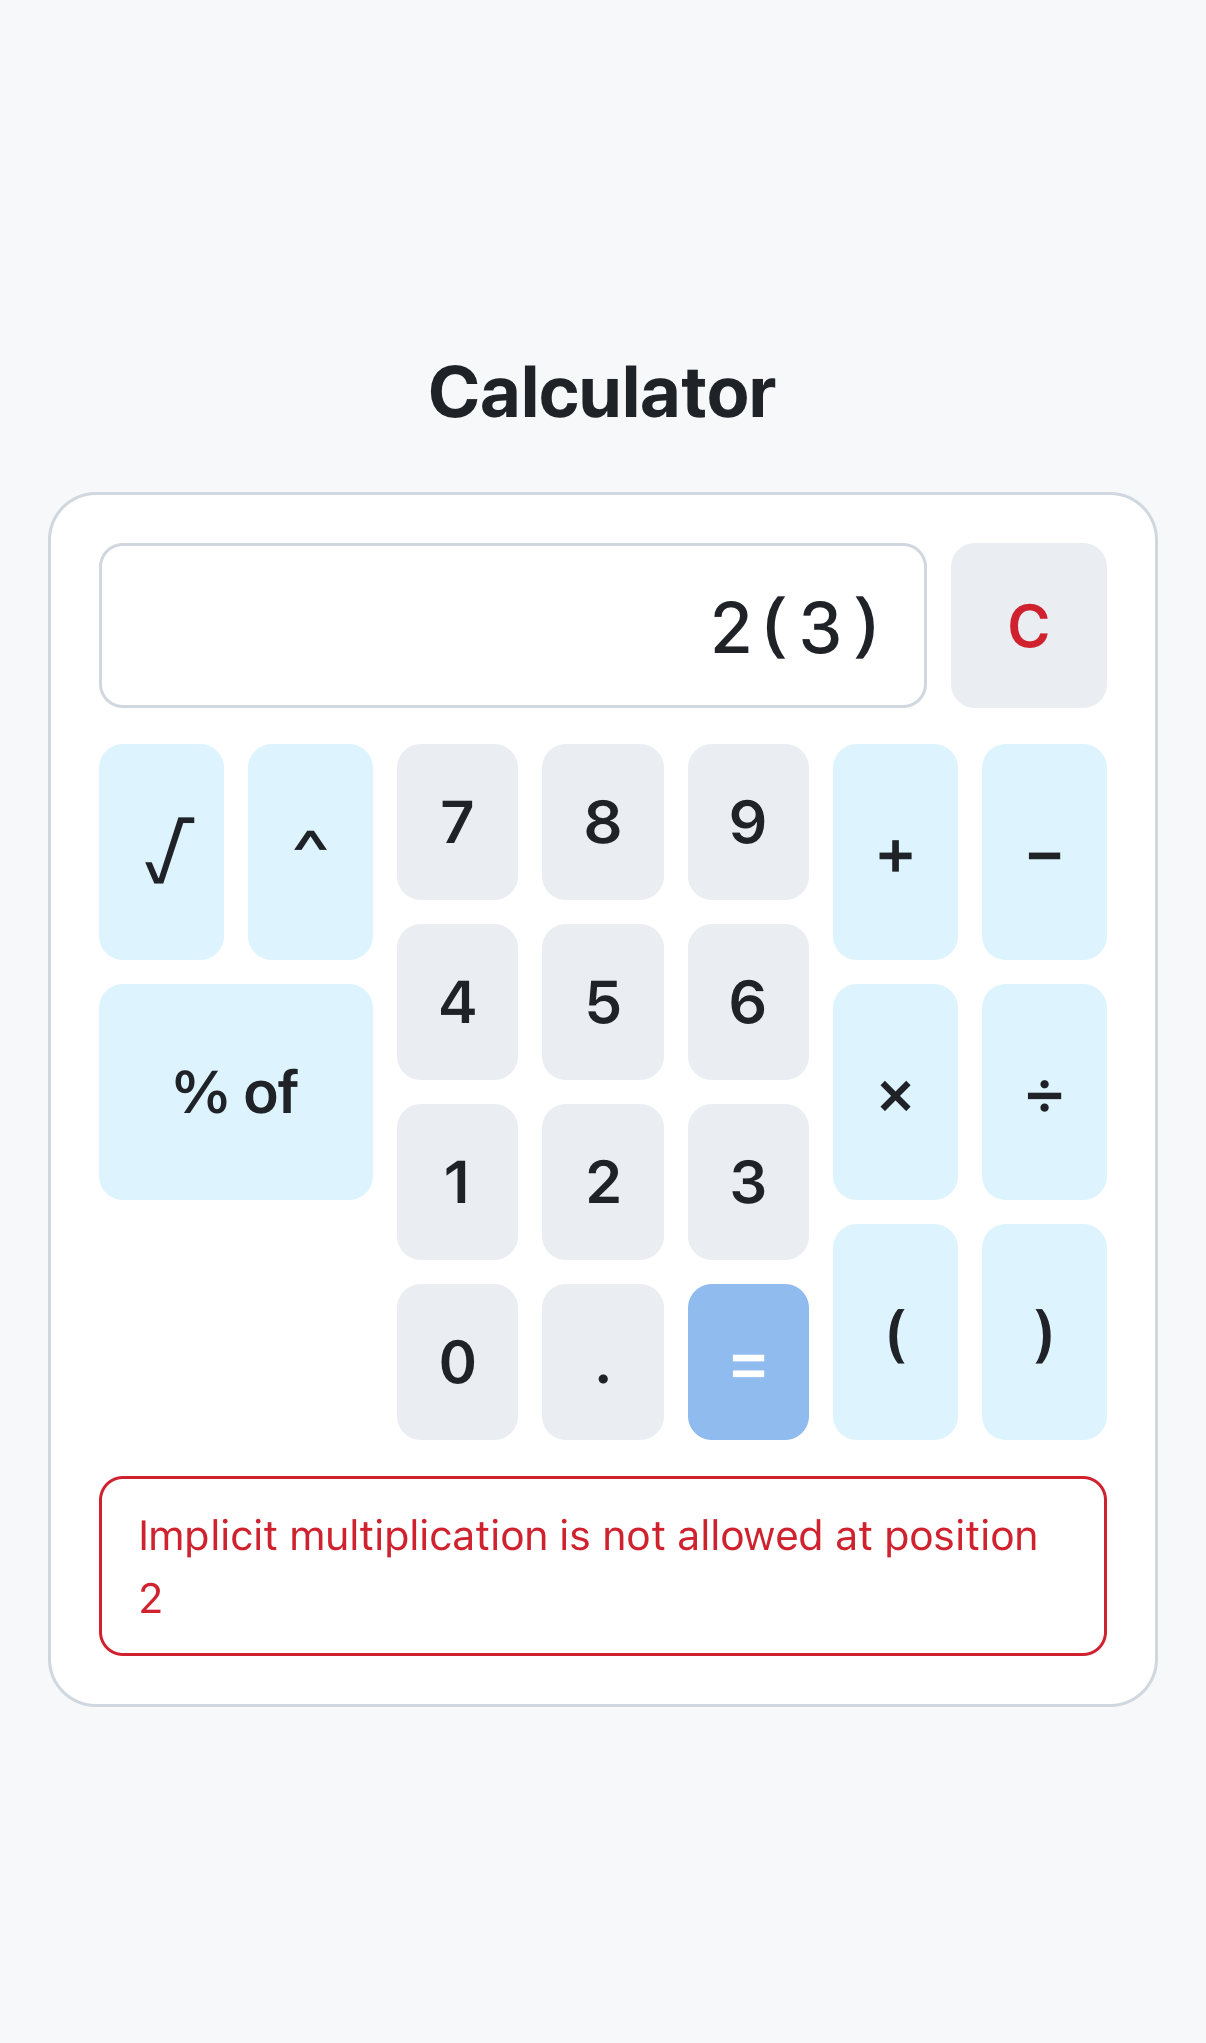 Calculator
2(3)
C
√ ^ 7 8 9 + −
4 5 6
% of × ÷
1 2 3
0 . = ( )
Implicit multiplication is not allowed at position
2